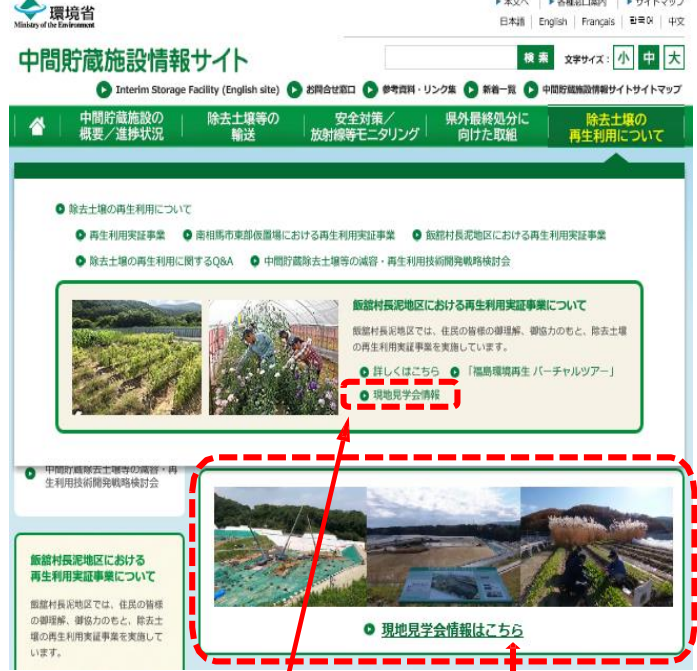 環境省
Ministry of the Environment
▶本文へ ▶各種窓口案内 ▶サイトマップ
日本語 | English | Français | 한국어 | 中文
中間貯蔵施設情報サイト
検索 文字サイズ: 小 中 大
Interim Storage Facility (English site) お問合せ窓口 参考資料・リンク集 新着一覧 中間貯蔵施設情報サイトサイトマップ
中間貯蔵施設の
概要/進捗状況
除去土壌等の
輸送
安全対策/
放射線等モニタリング
県外最終処分に
向けた取組
除去土壌の
再生利用について
除去土壌の再生利用について
再生利用実証事業 南相馬市東部仮置場における再生利用実証事業 飯舘村長泥地区における再生利用実証事業
除去土壌の再生利用に関するQ&A 中間貯蔵除去土壌等の減容・再生利用技術開発戦略検討会
飯舘村長泥地区における再生利用実証事業について
飯舘村長泥地区では、住民の皆様の御理解、御協力のもと、除去土壌
の再生利用実証事業を実施しています。
詳しくはこちら 「福島環境再生 バーチャルツアー」
現地見学会情報
中間貯蔵除去土壌等の減容・再
生利用技術開発戦略検討会
飯舘村長泥地区における
再生利用実証事業について
飯舘村長泥地区では、住民の皆様
の御理解、御協力のもと、除去土
壌の再生利用実証事業を実施して
います。
現地見学会情報はこちら